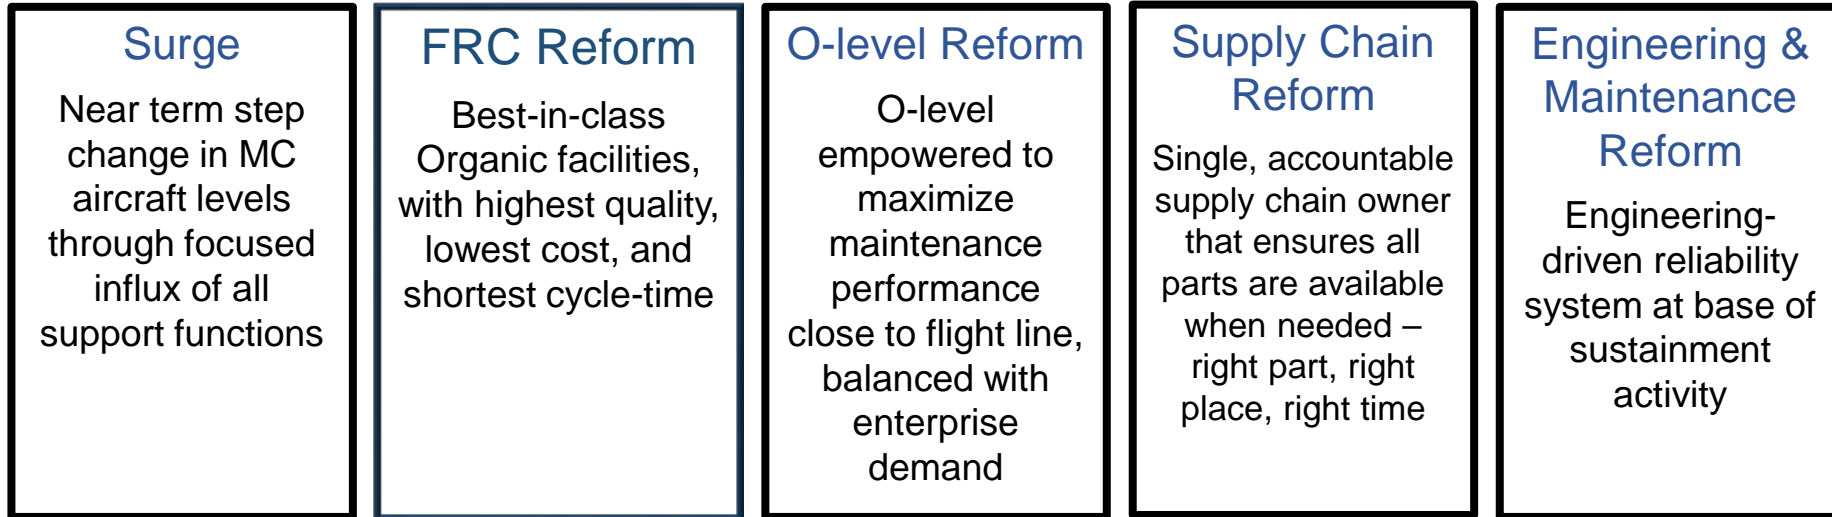 Surge
Near term step
change in MC
aircraft levels
through focused
influx of all
support functions
FRC Reform
Best-in-class
Organic facilities,
with highest quality,
lowest cost, and
shortest cycle-time
O-level Reform
O-level
empowered to
maximize
maintenance
performance
close to flight line,
balanced with
enterprise
demand
Supply Chain
Reform
Single, accountable
supply chain owner
that ensures all
parts are available
when needed –
right part, right
place, right time
Engineering &
Maintenance
Reform
Engineering-
driven reliability
system at base of
sustainment
activity